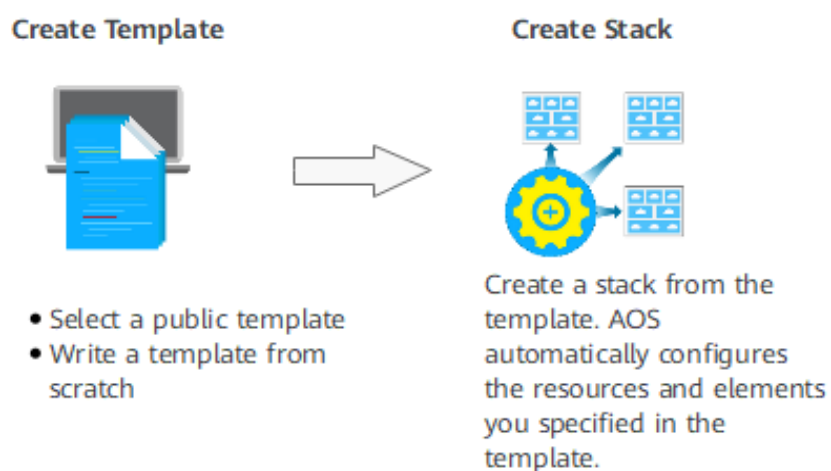 Create Template
Create Stack
• Select a public template
• Write a template from
scratch
Create a stack from the
template. AOS
automatically configures
the resources and elements
you specified in the
template.